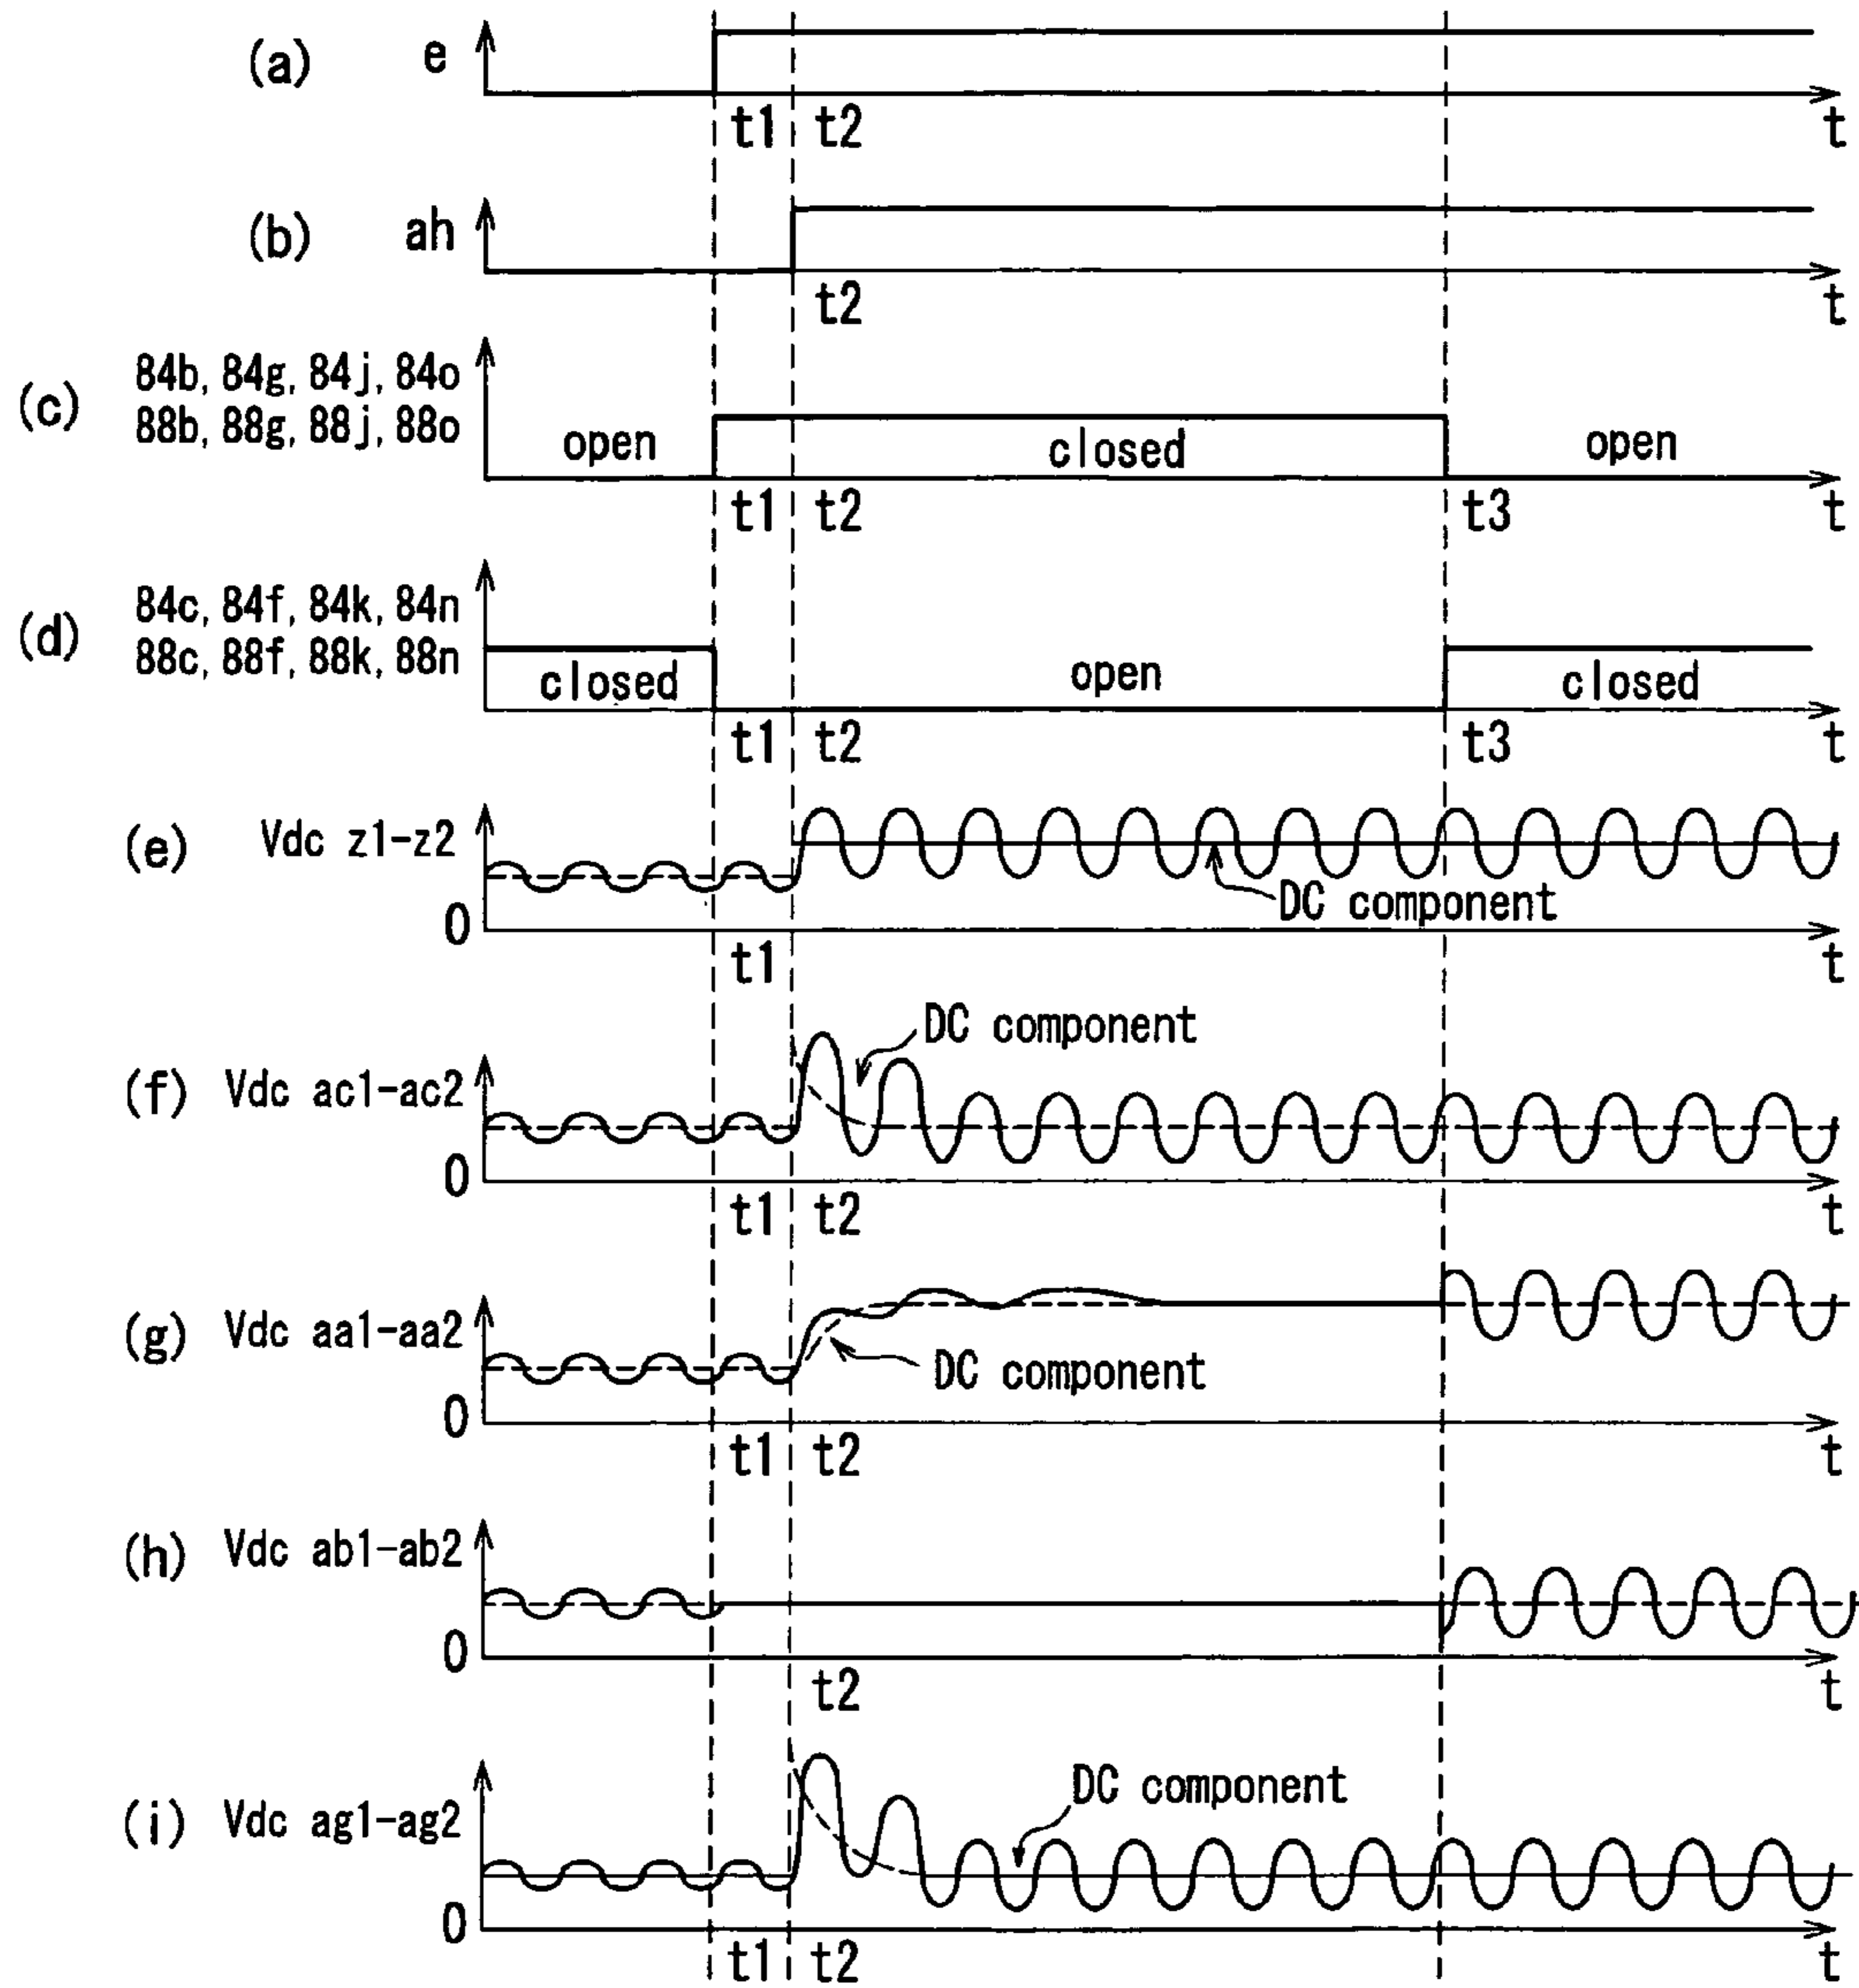 (a) e
t1 t2 t
(b) ah
t2 t
(c) 84b, 84g, 84j, 84o
88b, 88g, 88j, 88o
open closed open
t1 t2 t3 t
(d) 84c, 84f, 84k, 84n
88c, 88f, 88k, 88n
closed open closed
t1 t2 t3 t
(e) Vdc z1-z2
DC component
0
t1 t
DC component
(f) Vdc ac1-ac2
0
t1 t2 t
(g) Vdc aa1-aa2
DC component
0
t1 t2 t
(h) Vdc ab1-ab2
0
t2 t
DC component
(i) Vdc ag1-ag2
0
t1 t2 t